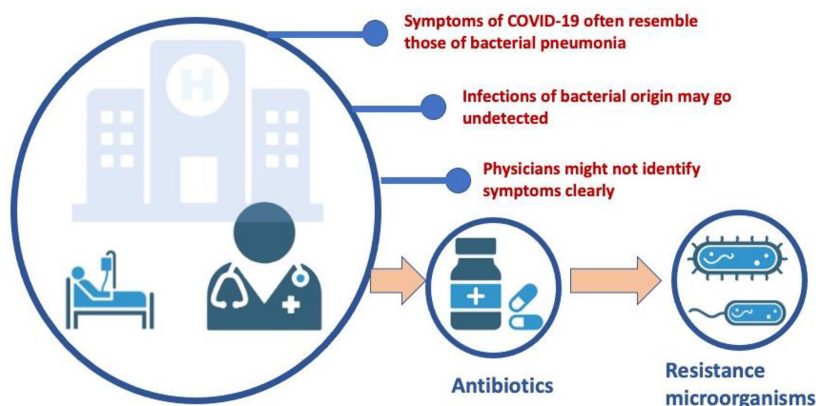 Symptoms of COVID-19 often resemble
those of bacterial pneumonia
Infections of bacterial origin may go
undetected
Physicians might not identify
symptoms clearly
H
Antibiotics
Resistance
microorganisms